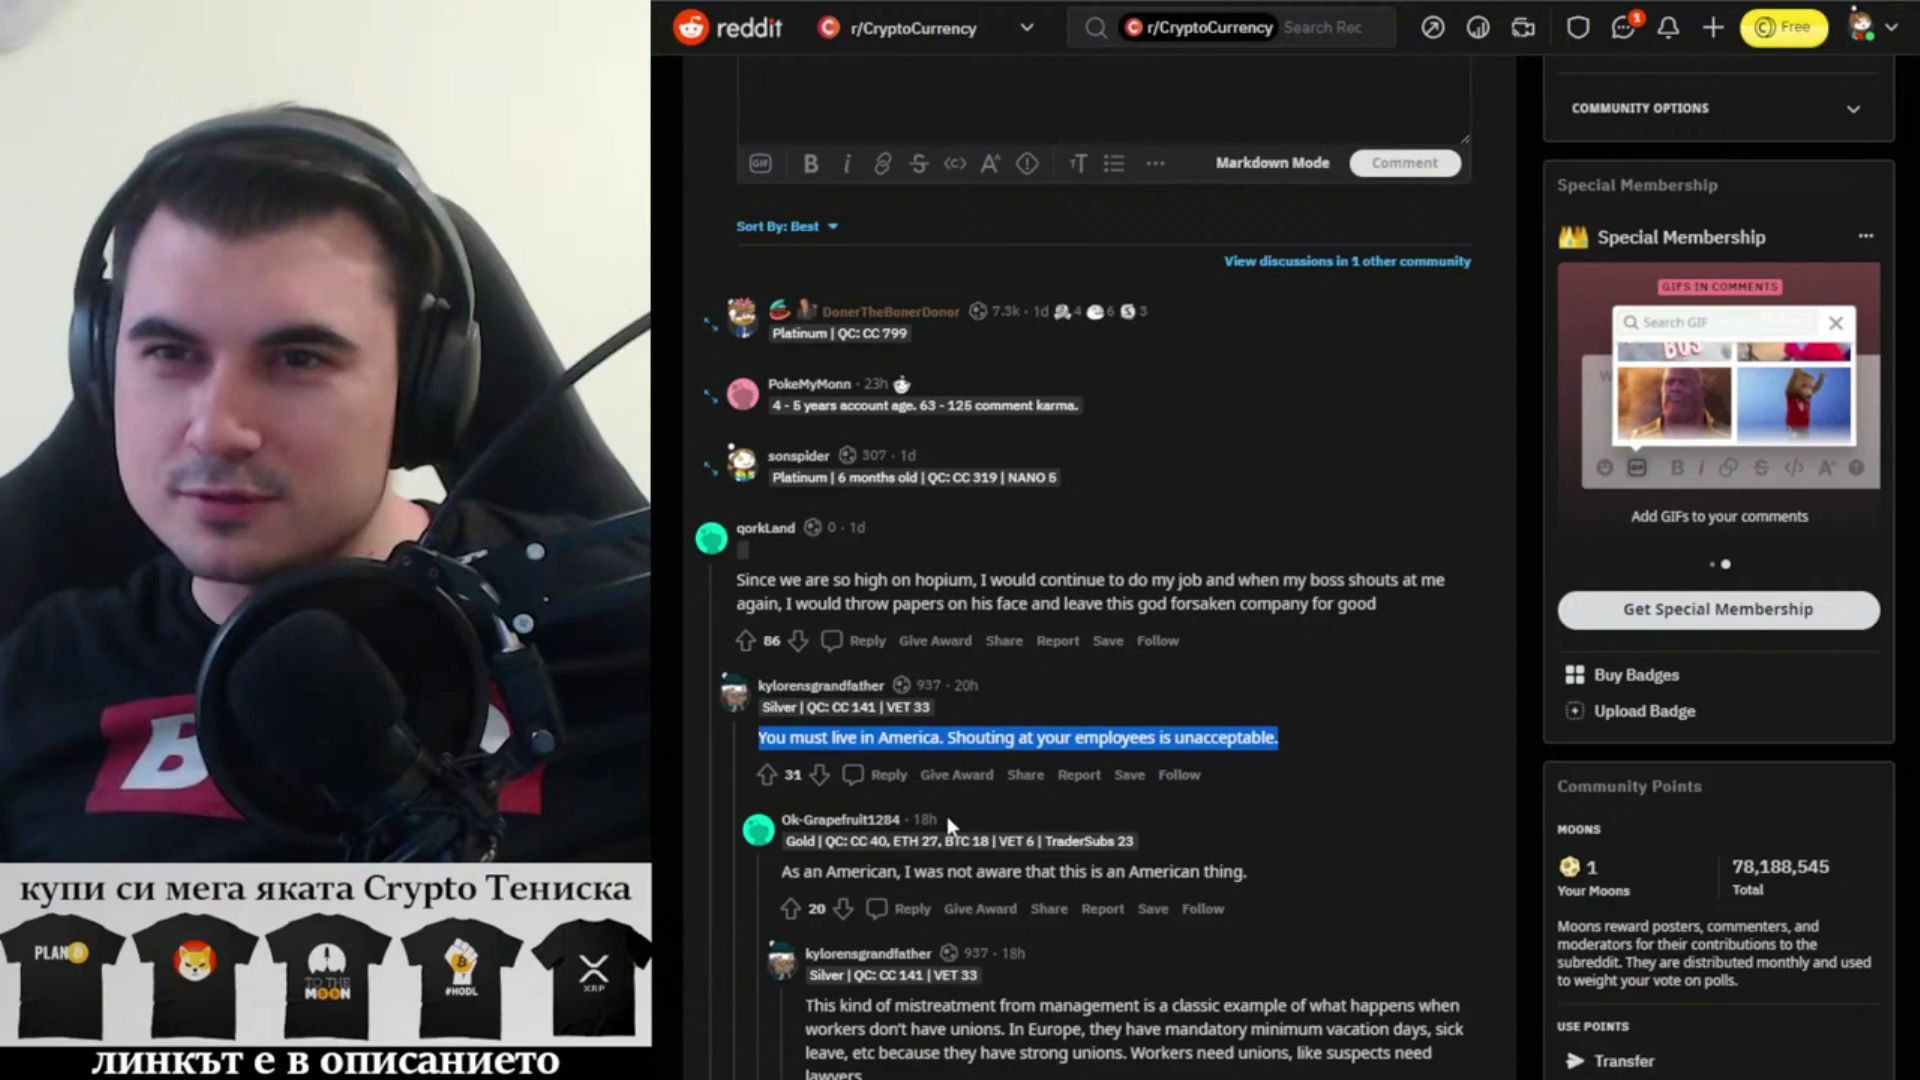 reddit
r/CryptoCurrency
r/CryptoCurrency Search Rec
1
Free
COMMUNITY OPTIONS
Markdown Mode
Comment
Sort By: Best
View discussions in 1 other community
DonerTheBonerDonor 7.3k · 1d 4 6 3
Platinum | QC: CC 799
PokeMyMonn · 23h
4 - 5 years account age. 63 - 125 comment karma.
sonspider 307 · 1d
Platinum | 6 months old | QC: CC 319 | NANO 5
qorkLand 0 · 1d
Since we are so high on hopium, I would continue to do my job and when my boss shouts at me
again, I would throw papers on his face and leave this god forsaken company for good
86 Reply Give Award Share Report Save Follow
kylorensgrandfather 937 · 20h
Silver | QC: CC 141 | VET 33
You must live in America. Shouting at your employees is unacceptable.
31 Reply Give Award Share Report Save Follow
Ok-Grapefruit1284 · 18h
Gold | QC: CC 40, ETH 27, BTC 18 | VET 6 | TraderSubs 23
As an American, I was not aware that this is an American thing.
20 Reply Give Award Share Report Save Follow
kylorensgrandfather 937 · 18h
Silver | QC: CC 141 | VET 33
This kind of mistreatment from management is a classic example of what happens when
workers don't have unions. In Europe, they have mandatory minimum vacation days, sick
leave, etc because they have strong unions. Workers need unions, like suspects need
lawyers
Special Membership
Special Membership
GIFS IN COMMENTS
Search GIF
Add GIFs to your comments
Get Special Membership
Buy Badges
Upload Badge
Community Points
MOONS
1
Your Moons
78,188,545
Total
Moons reward posters, commenters, and
moderators for their contributions to the
subreddit. They are distributed monthly and used
to weight your vote on polls.
USE POINTS
Transfer
купи си мега яката Crypto Тениска
PLAN B
TO THE
MOON
#HODL
XRP
линкът е в описанието